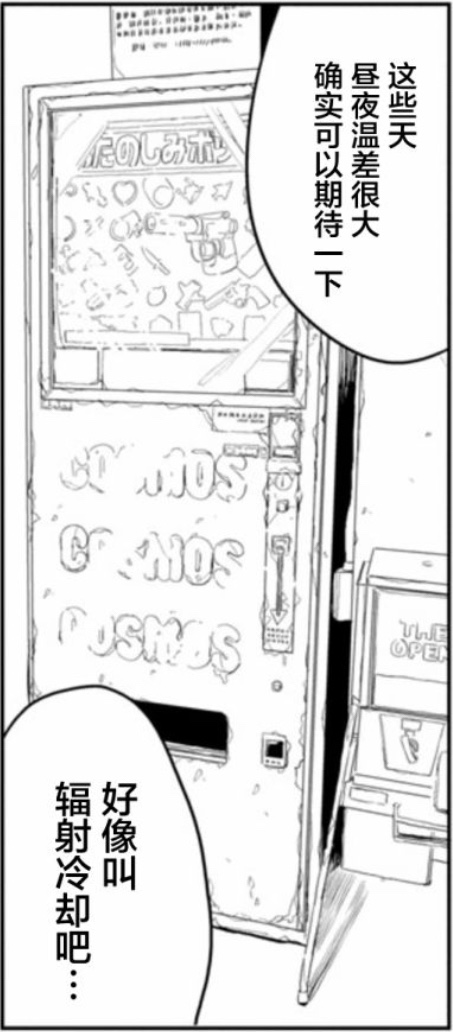 这些天
昼夜温差很大
确实可以期待一下
たのしみボッ
COSMOS
COSMOS
COSMOS
THE
OPEN
好像叫
辐射冷却吧…